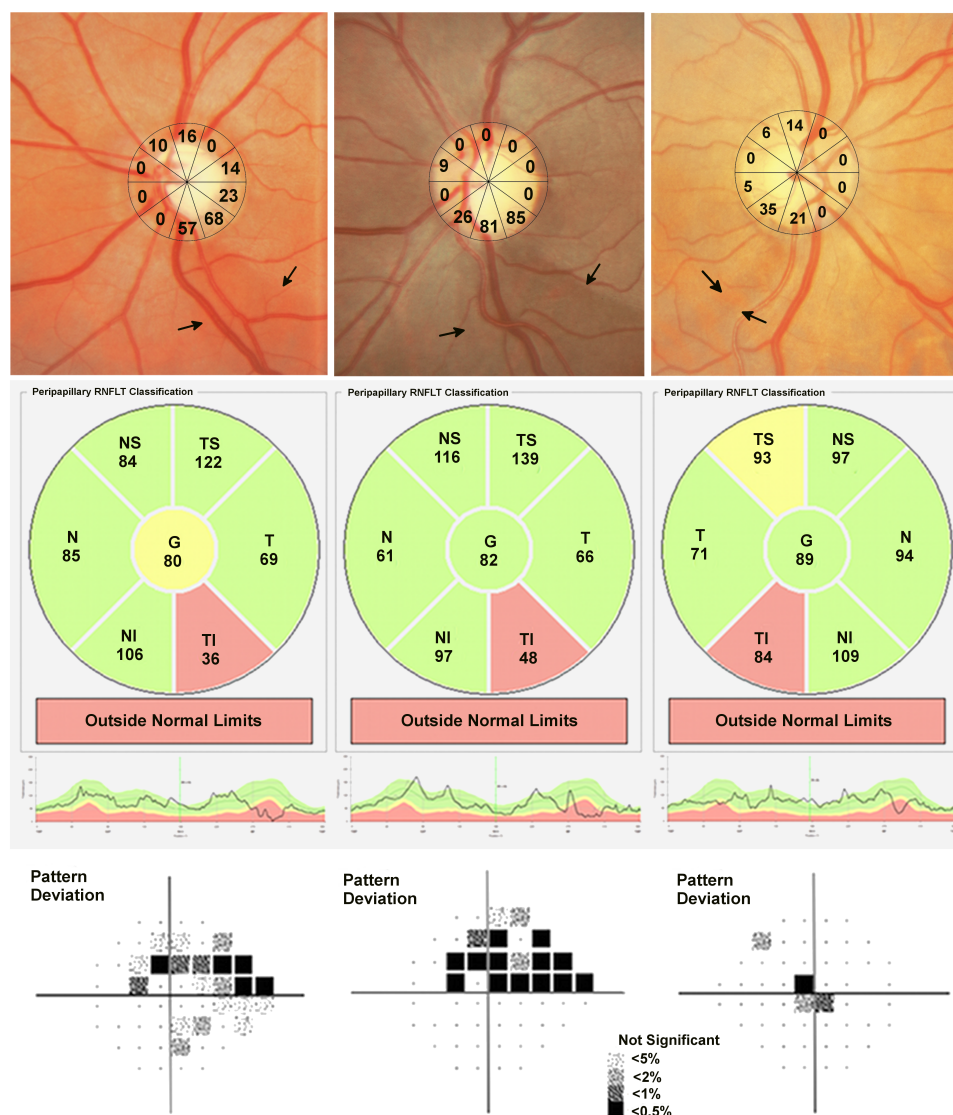 16
10
0
0
14
0
23
0
68
57
0
0
0
9
0
0
0
26
85
81
14
6
0
0
0
5
0
35
0
21
Peripapillary RNFLT Classification
NS
84
TS
122
N
85
G
80
T
69
NI
106
TI
36
Outside Normal Limits
Peripapillary RNFLT Classification
NS
116
TS
139
N
61
G
82
T
66
NI
97
TI
48
Outside Normal Limits
Peripapillary RNFLT Classification
TS
93
NS
97
T
71
G
89
N
94
TI
84
NI
109
Outside Normal Limits
Pattern
Deviation
Pattern
Deviation
Pattern
Deviation
Not Significant
<5%
<2%
<1%
<0.5%